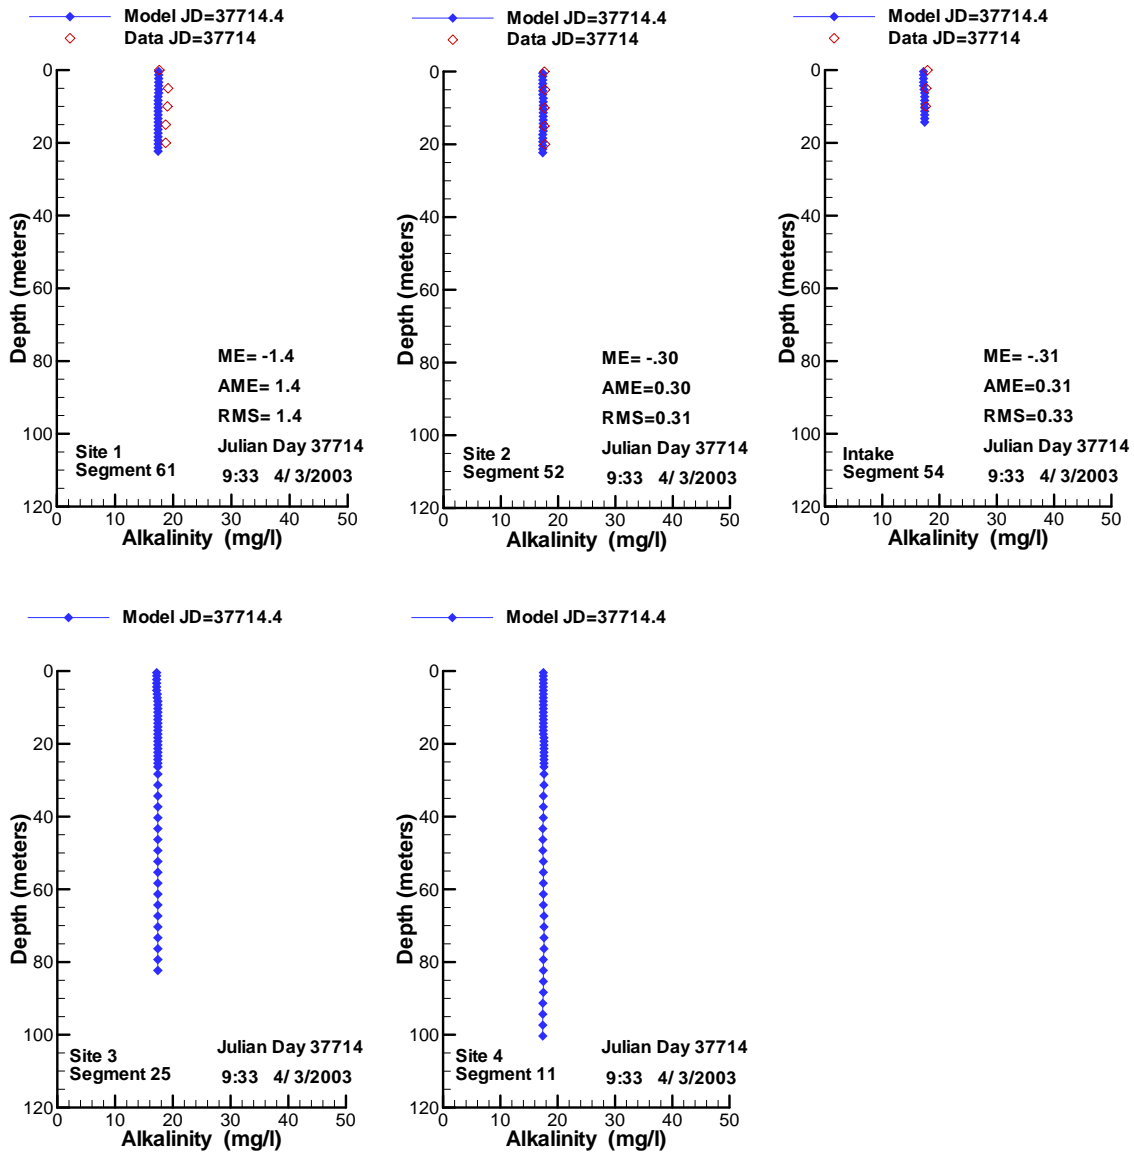 Model JD=37714.4
Data JD=37714
0
20
40
60
80
100
120
Depth (meters)
ME= -1.4
AME= 1.4
RMS= 1.4
Site 1
Segment 61
Julian Day 37714
9:33 4/ 3/2003
0 10 20 30 40 50
Alkalinity (mg/l)
Model JD=37714.4
Data JD=37714
0
20
40
60
80
100
120
Depth (meters)
ME= -.30
AME=0.30
RMS=0.31
Site 2
Segment 52
Julian Day 37714
9:33 4/ 3/2003
0 10 20 30 40 50
Alkalinity (mg/l)
Model JD=37714.4
Data JD=37714
0
20
40
60
80
100
120
Depth (meters)
ME= -.31
AME=0.31
RMS=0.33
Intake
Segment 54
Julian Day 37714
9:33 4/ 3/2003
0 10 20 30 40 50
Alkalinity (mg/l)
Model JD=37714.4
0
20
40
60
80
100
120
Depth (meters)
Site 3
Segment 25
Julian Day 37714
9:33 4/ 3/2003
0 10 20 30 40 50
Alkalinity (mg/l)
Model JD=37714.4
0
20
40
60
80
100
120
Depth (meters)
Site 4
Segment 11
Julian Day 37714
9:33 4/ 3/2003
0 10 20 30 40 50
Alkalinity (mg/l)